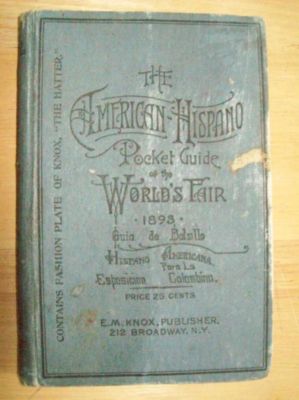 THE
AMERICAN-HISPANO
Pocket Guide
of the
WORLD'S FAIR
· 1893 ·
Guia de Bolsillo
HISPANO AMERICANA
Para La
Esposicion Colombina.
PRICE 25 CENTS
E. M. KNOX, PUBLISHER.
212 BROADWAY, N.Y.
CONTAINS FASHION PLATE OF KNOX, "THE HATTER."